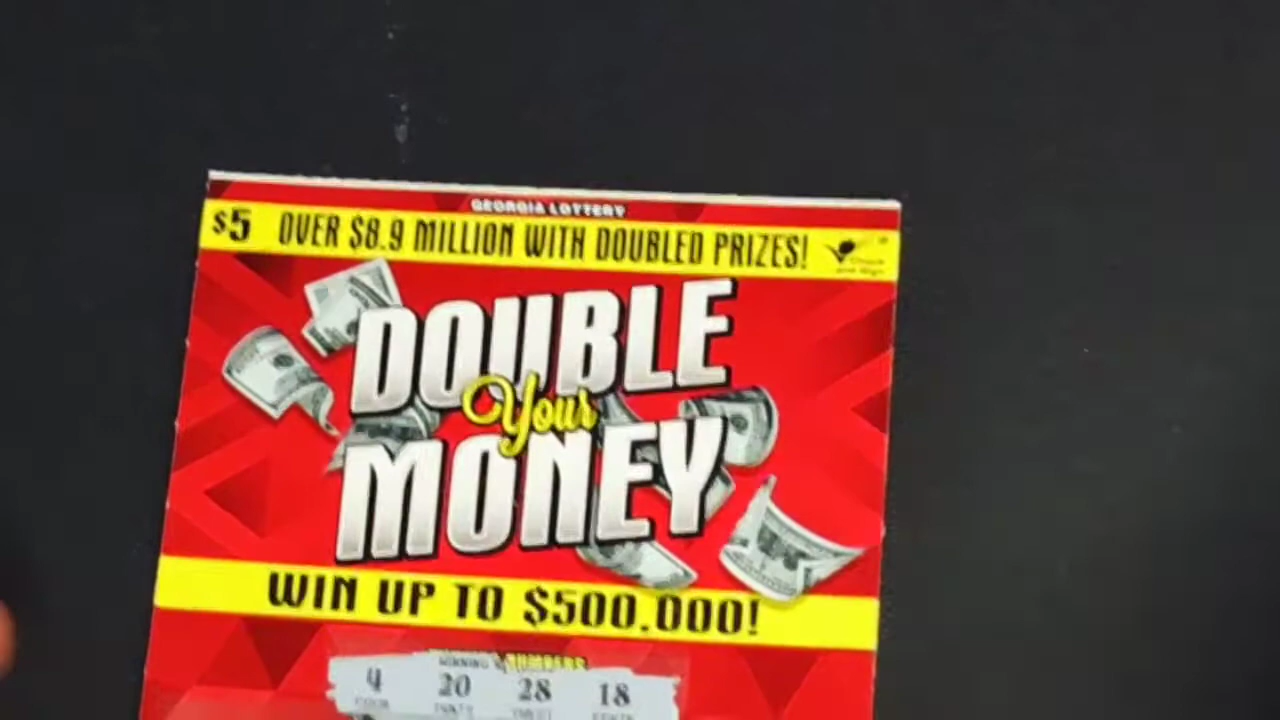 GEORGIA LOTTERY
$5 OVER $8.9 MILLION WITH DOUBLED PRIZES!
DOUBLE
Your
MONEY
WIN UP TO $500,000!
WINNING NUMBERS
4 20 28 18